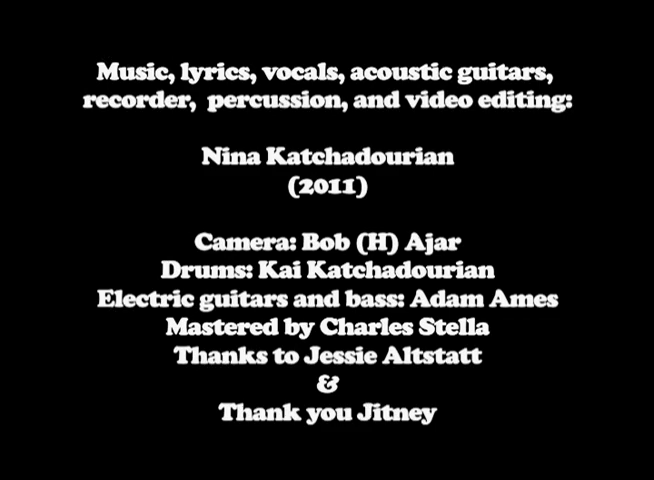 Music, lyrics, vocals, acoustic guitars,
recorder, percussion, and video editing:
Nina Katchadourian
(2011)
Camera: Bob (H) Ajar
Drums: Kai Katchadourian
Electric guitars and bass: Adam Ames
Mastered by Charles Stella
Thanks to Jessie Altstatt
&
Thank you Jitney